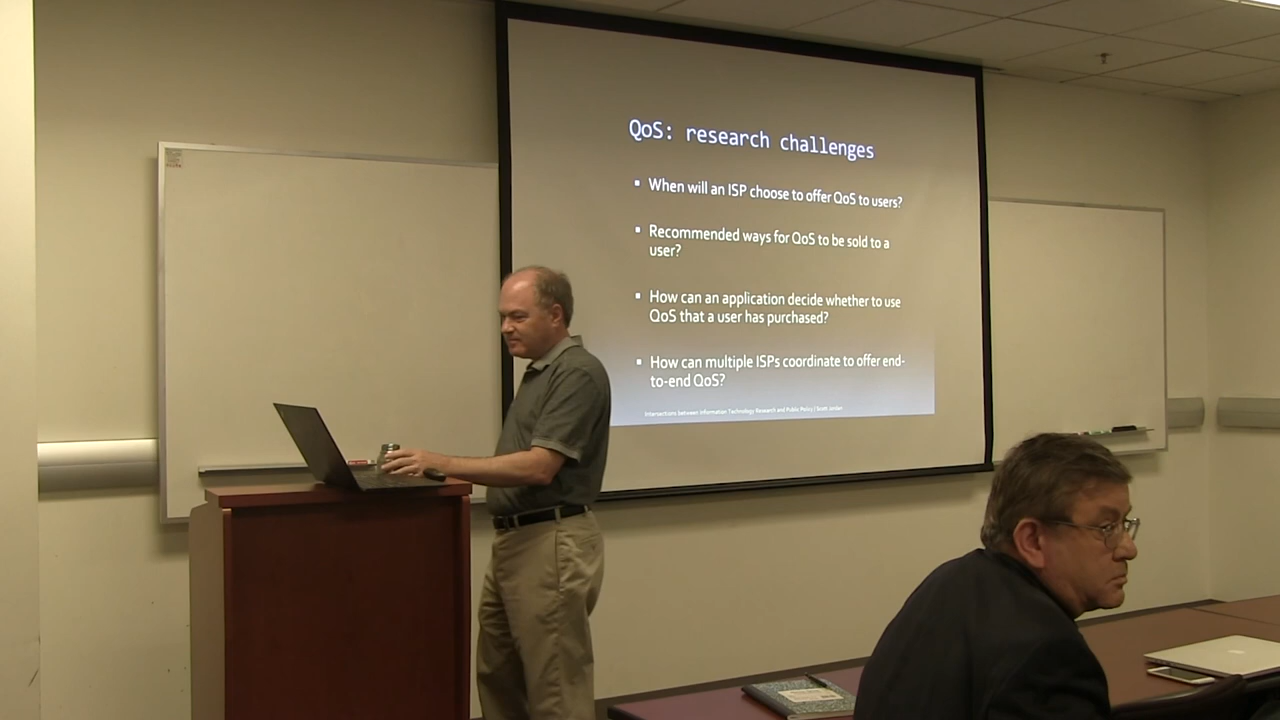 QoS: research challenges
▪ When will an ISP choose to offer QoS to users?
▪ Recommended ways for QoS to be sold to a
user?
▪ How can an application decide whether to use
QoS that a user has purchased?
▪ How can multiple ISPs coordinate to offer end-
to-end QoS?
Intersections between Information Technology Research and Public Policy / Scott Jordan